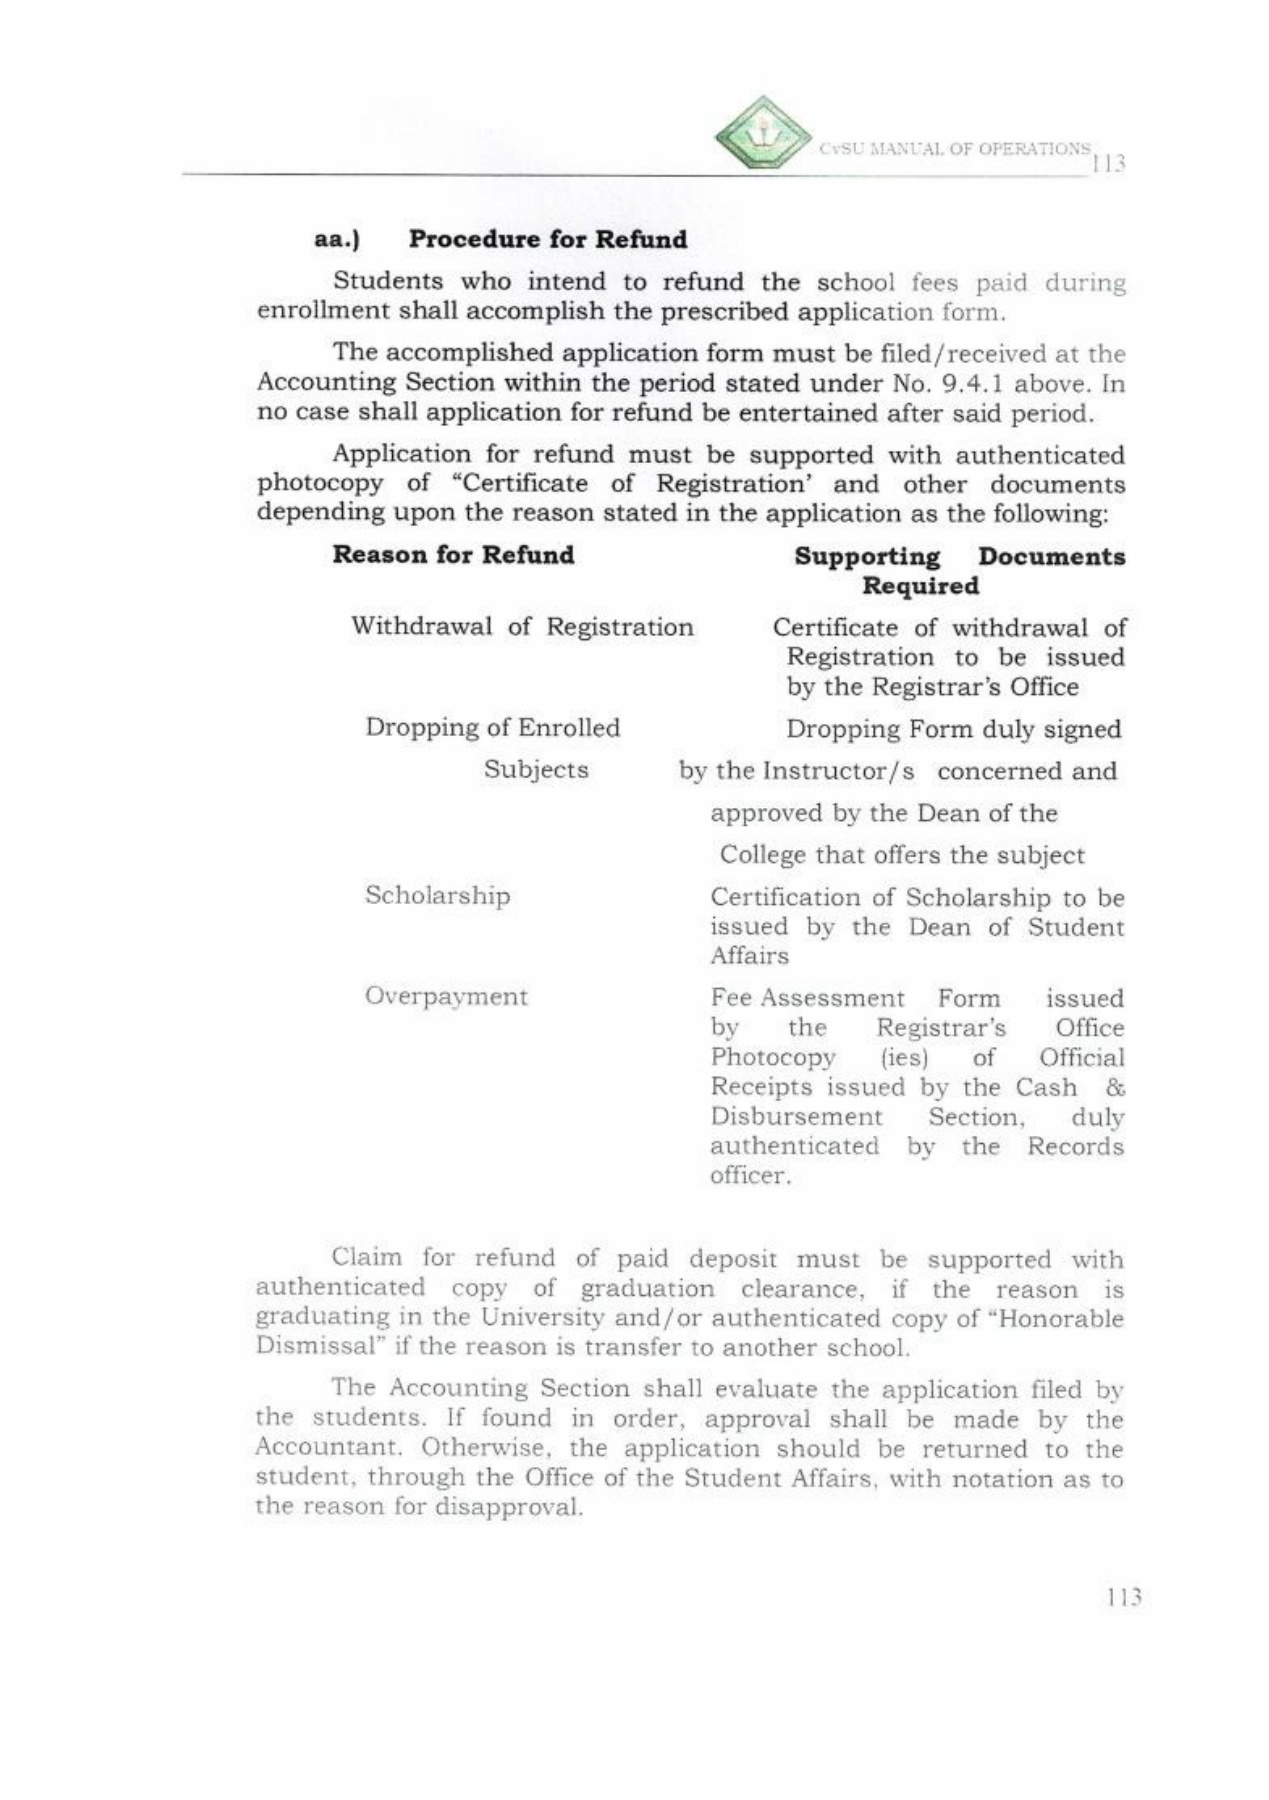 CvSU MANUAL OF OPERATIONS
113
aa.) Procedure for Refund
Students who intend to refund the school fees paid during
enrollment shall accomplish the prescribed application form.
The accomplished application form must be filed/received at the
Accounting Section within the period stated under No. 9.4.1 above. In
no case shall application for refund be entertained after said period.
Application for refund must be supported with authenticated
photocopy of “Certificate of Registration’ and other documents
depending upon the reason stated in the application as the following:
Reason for Refund Supporting Documents
Required
Withdrawal of Registration Certificate of withdrawal of
Registration to be issued
by the Registrar’s Office
Dropping of Enrolled Dropping Form duly signed
Subjects by the Instructor/s concerned and
approved by the Dean of the
College that offers the subject
Scholarship Certification of Scholarship to be
issued by the Dean of Student
Affairs
Overpayment Fee Assessment Form issued
by the Registrar’s Office
Photocopy (ies) of Official
Receipts issued by the Cash &
Disbursement Section, duly
authenticated by the Records
officer.
Claim for refund of paid deposit must be supported with
authenticated copy of graduation clearance, if the reason is
graduating in the University and/or authenticated copy of “Honorable
Dismissal” if the reason is transfer to another school.
The Accounting Section shall evaluate the application filed by
the students. If found in order, approval shall be made by the
Accountant. Otherwise, the application should be returned to the
student, through the Office of the Student Affairs, with notation as to
the reason for disapproval.
113